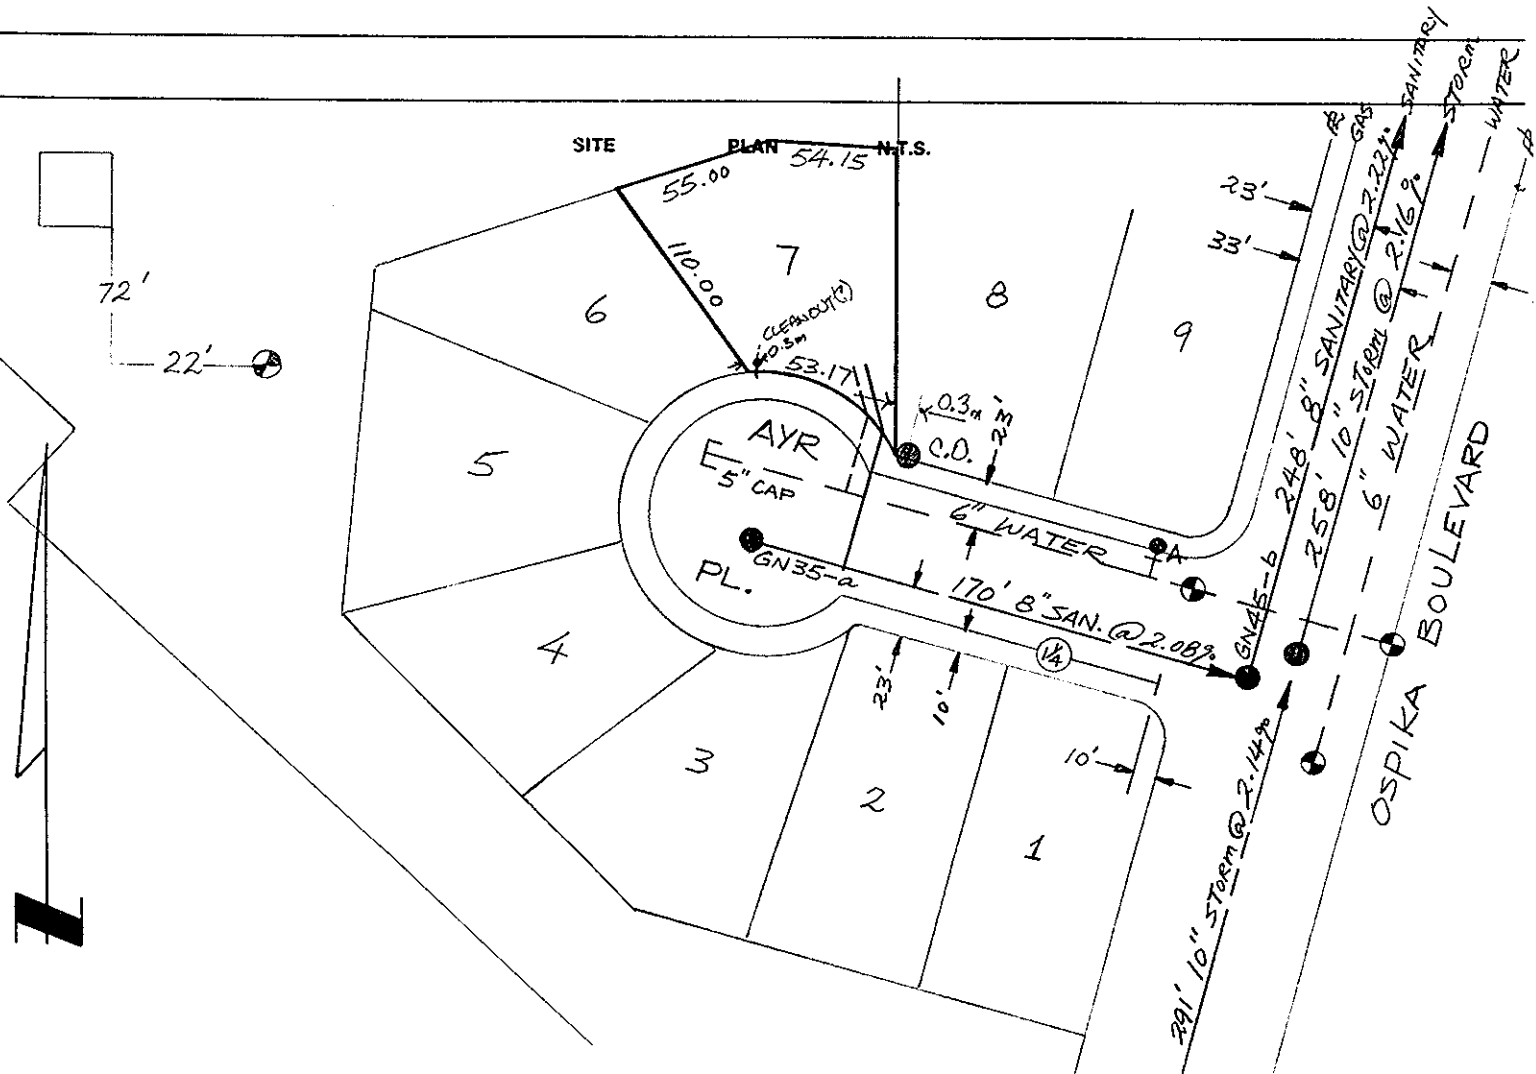 SITE PLAN N.T.S.
55.00
54.15
110.00
7
CLEANOUT(?)
0.3m
53.17
6
8
9
5
4
3
2
1
72'
22'
AYR
PL.
5" CAP
GN35-a
0.3m
C.O.
6" WATER
A
170' 8" SAN. @ 2.08%
1/4
23'
10'
10'
23'
33'
GAS
SANITARY
STORM
WATER
248' 8" SANITARY @ 2.22%
258' 10" STORM @ 2.16%
6" WATER
GN45-b
291' 10" STORM @ 2.14%
OSPIKA BOULEVARD